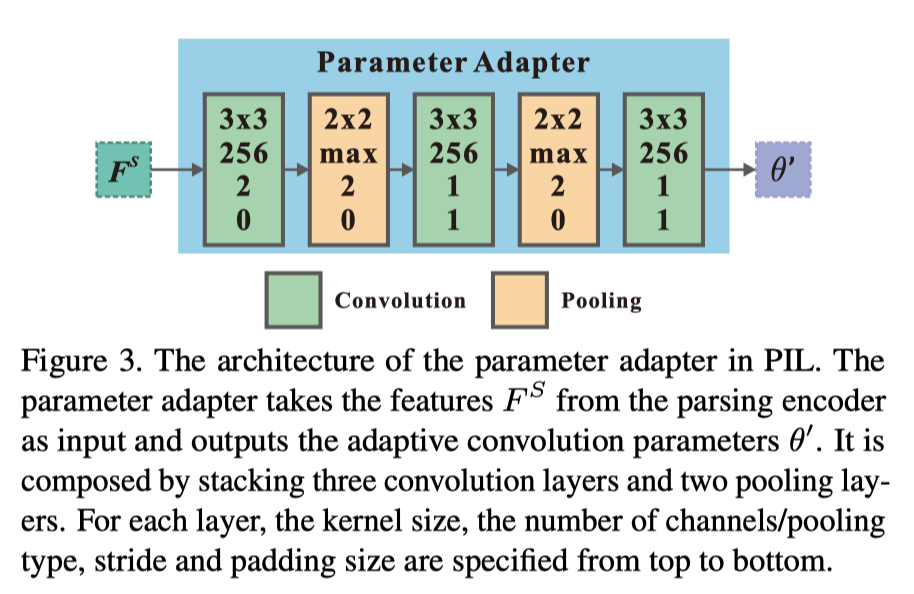 Parameter Adapter
F^S
3x3
256
2
0
2x2
max
2
0
3x3
256
1
1
2x2
max
2
0
3x3
256
1
1
θ’
Convolution
Pooling
Figure 3. The architecture of the parameter adapter in PIL. The
parameter adapter takes the features F^S from the parsing encoder
as input and outputs the adaptive convolution parameters θ′. It is
composed by stacking three convolution layers and two pooling lay-
ers. For each layer, the kernel size, the number of channels/pooling
type, stride and padding size are specified from top to bottom.